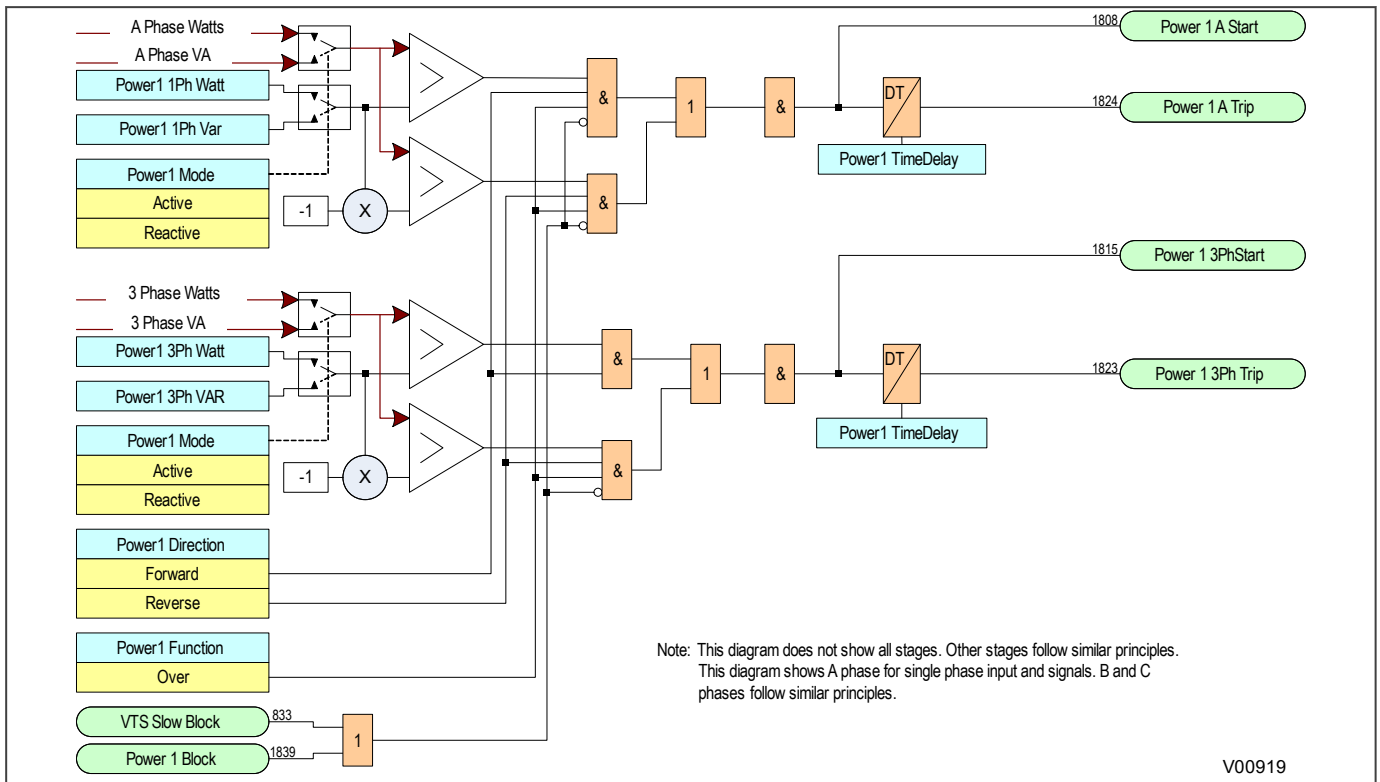 A Phase Watts
A Phase VA
Power1 1Ph Watt
Power1 1Ph Var
Power1 Mode
Active
Reactive
-1
X
>
>
&
&
1
&
DT
Power1 TimeDelay
1808
Power 1 A Start
1824
Power 1 A Trip
3 Phase Watts
3 Phase VA
Power1 3Ph Watt
Power1 3Ph VAR
Power1 Mode
Active
Reactive
-1
X
>
>
&
&
1
&
DT
Power1 TimeDelay
1815
Power 1 3PhStart
1823
Power 1 3Ph Trip
Power1 Direction
Forward
Reverse
Power1 Function
Over
VTS Slow Block
833
Power 1 Block
1839
1
Note: This diagram does not show all stages. Other stages follow similar principles.
This diagram shows A phase for single phase input and signals. B and C
phases follow similar principles.
V00919